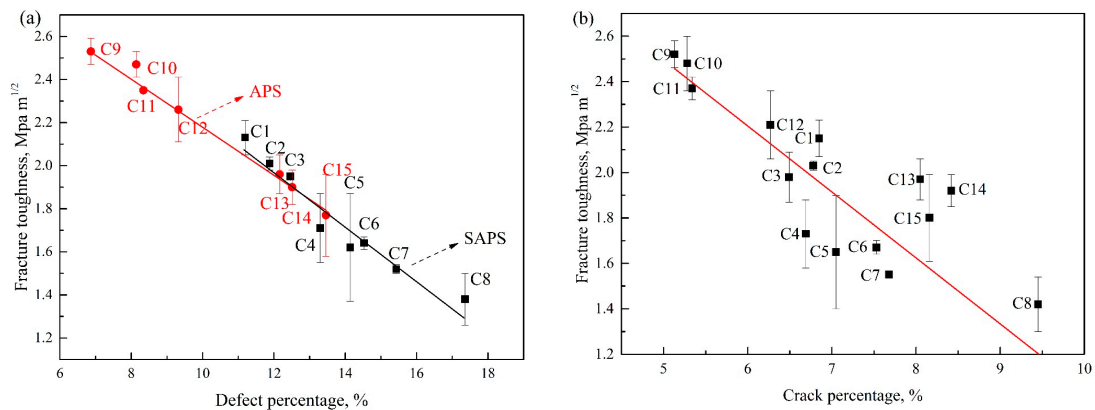 (a)
Fracture toughness, Mpa m1/2
2.6
2.4
2.2
2.0
1.8
1.6
1.4
1.2
C9
C10
C11
APS
C12
C1
C2
C3
C13
C14
C15
C4
C5
C6
C7
SAPS
C8
6 8 10 12 14 16 18
Defect percentage, %
(b)
Fracture toughness, Mpa m1/2
2.6
2.4
2.2
2.0
1.8
1.6
1.4
1.2
C9
C10
C11
C12
C1
C2
C3
C13
C14
C15
C4
C5
C6
C7
C8
5 6 7 8 9 10
Crack percentage, %